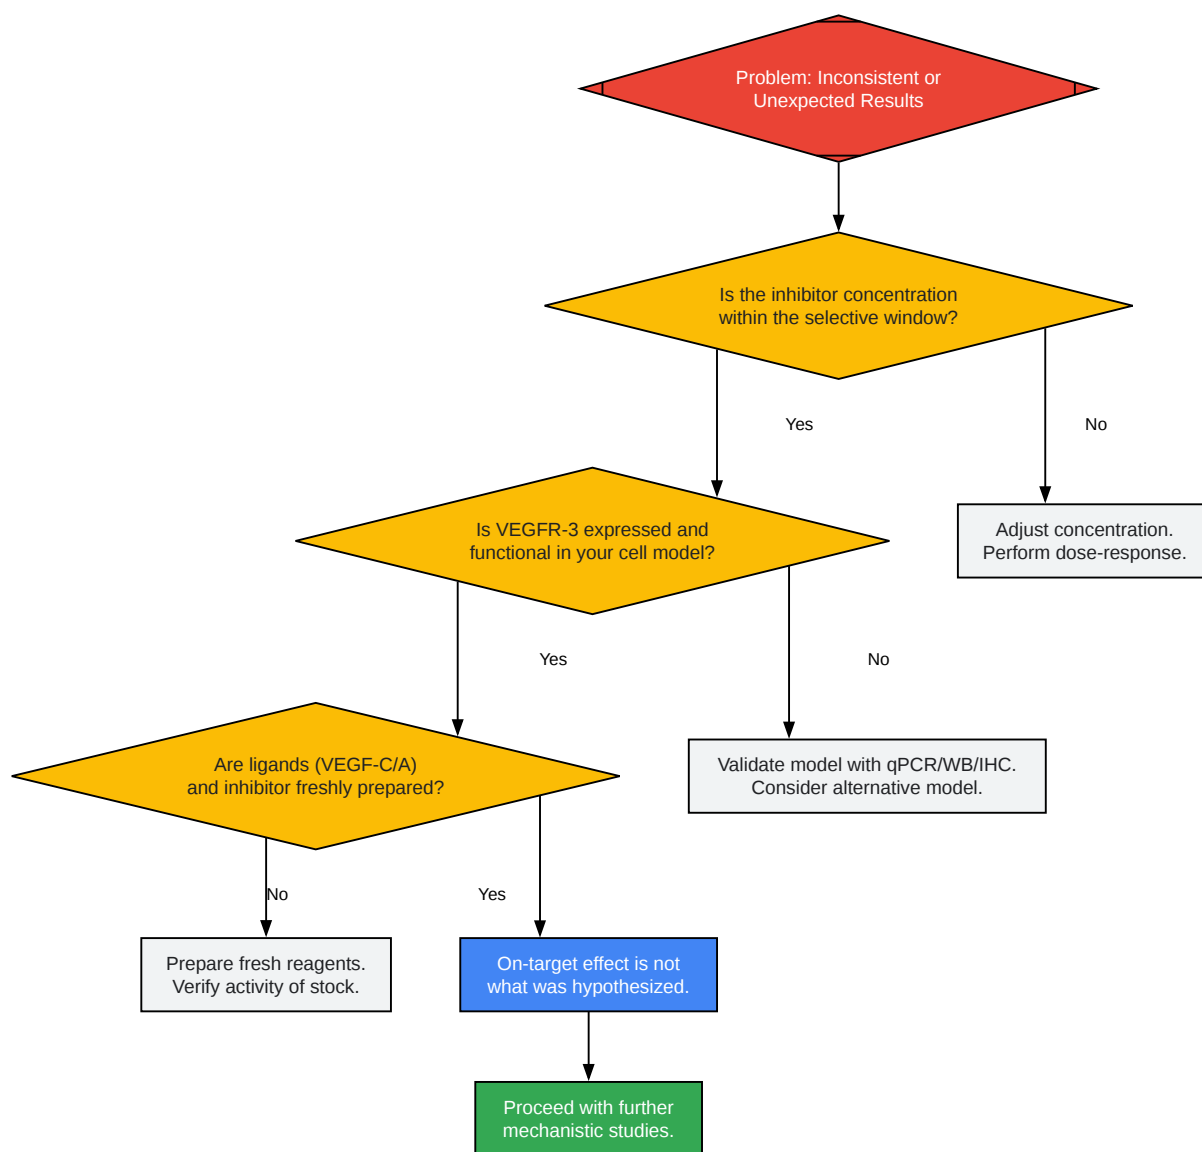 Problem: Inconsistent or
Unexpected Results
Is the inhibitor concentration
within the selective window?
Yes
No
Is VEGFR-3 expressed and
functional in your cell model?
Adjust concentration.
Perform dose-response.
Yes
No
Are ligands (VEGF-C/A)
and inhibitor freshly prepared?
Validate model with qPCR/WB/IHC.
Consider alternative model.
No
Yes
Prepare fresh reagents.
Verify activity of stock.
On-target effect is not
what was hypothesized.
Proceed with further
mechanistic studies.